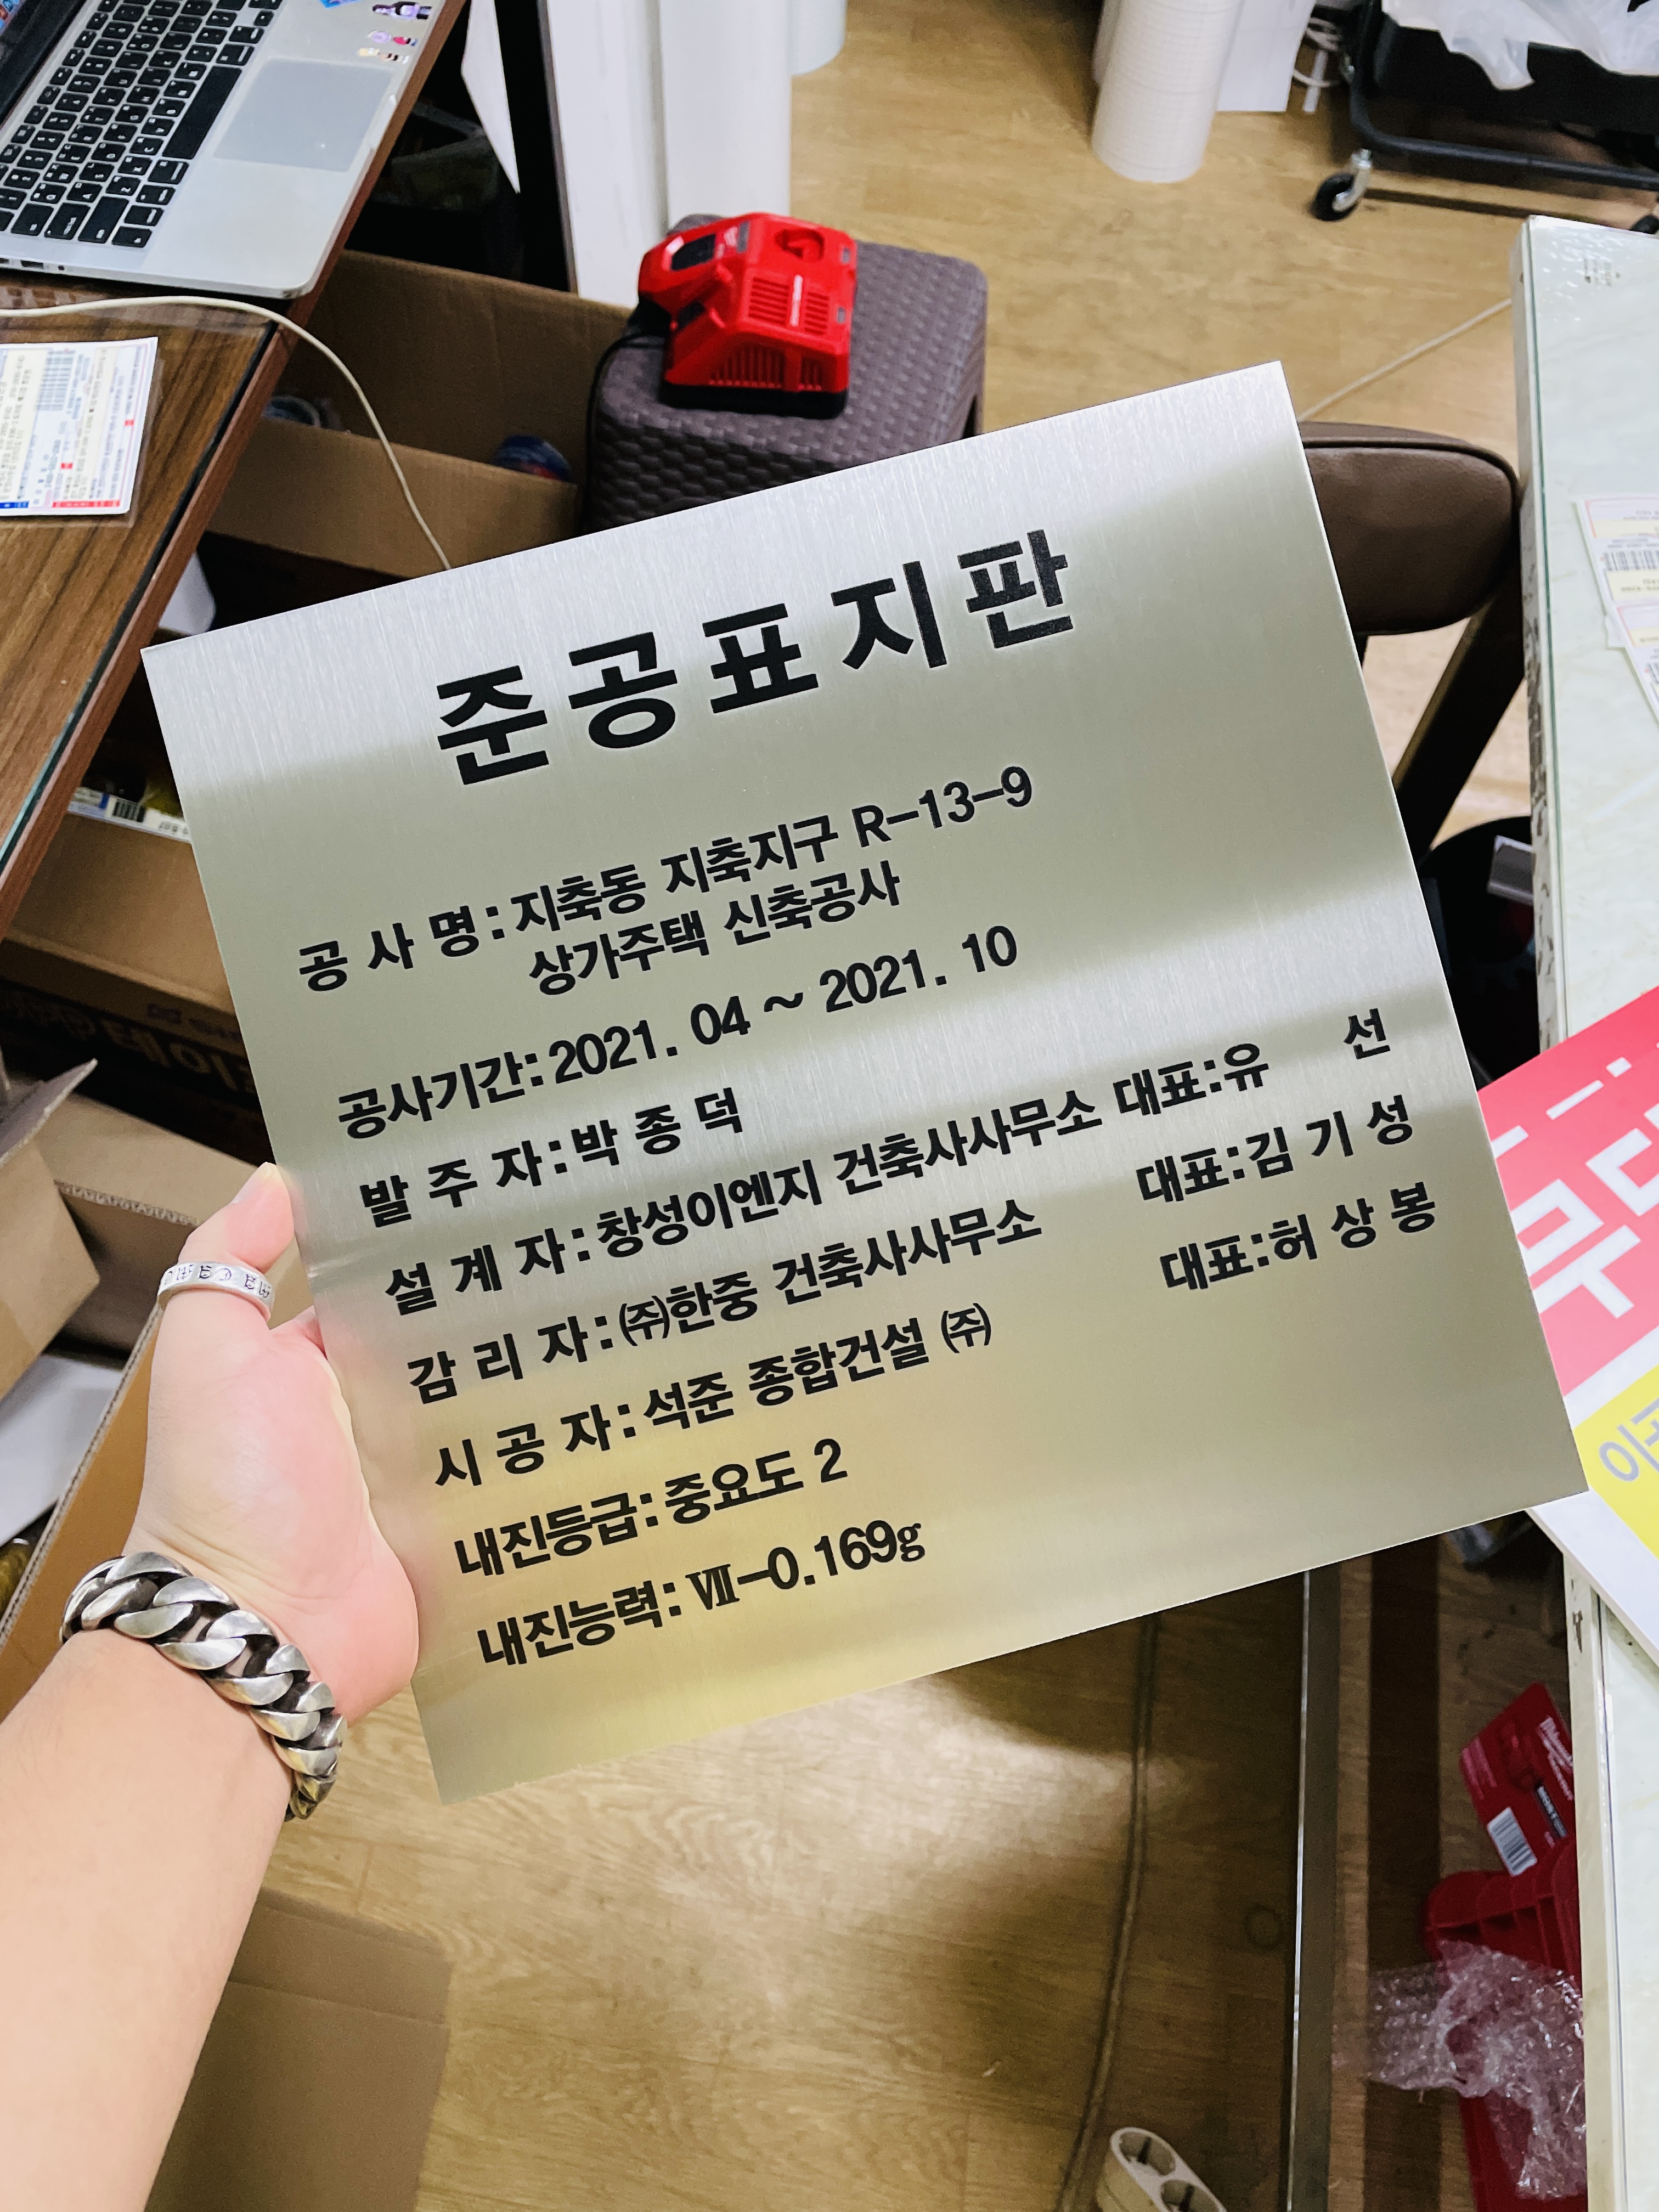 준공표지판
공 사 명 : 지축동 지축지구 R-13-9
상가주택 신축공사
공사기간: 2021. 04 ~ 2021. 10
발 주 자 : 박 종 덕
설 계 자 : 창성이엔지 건축사사무소 대표:유 선
감 리 자 : ㈜한중 건축사사무소 대표:김 기 성
시 공 자 : 석준 종합건설 ㈜ 대표:허 상 봉
내진등급: 중요도 2
내진능력: Ⅶ-0.169g